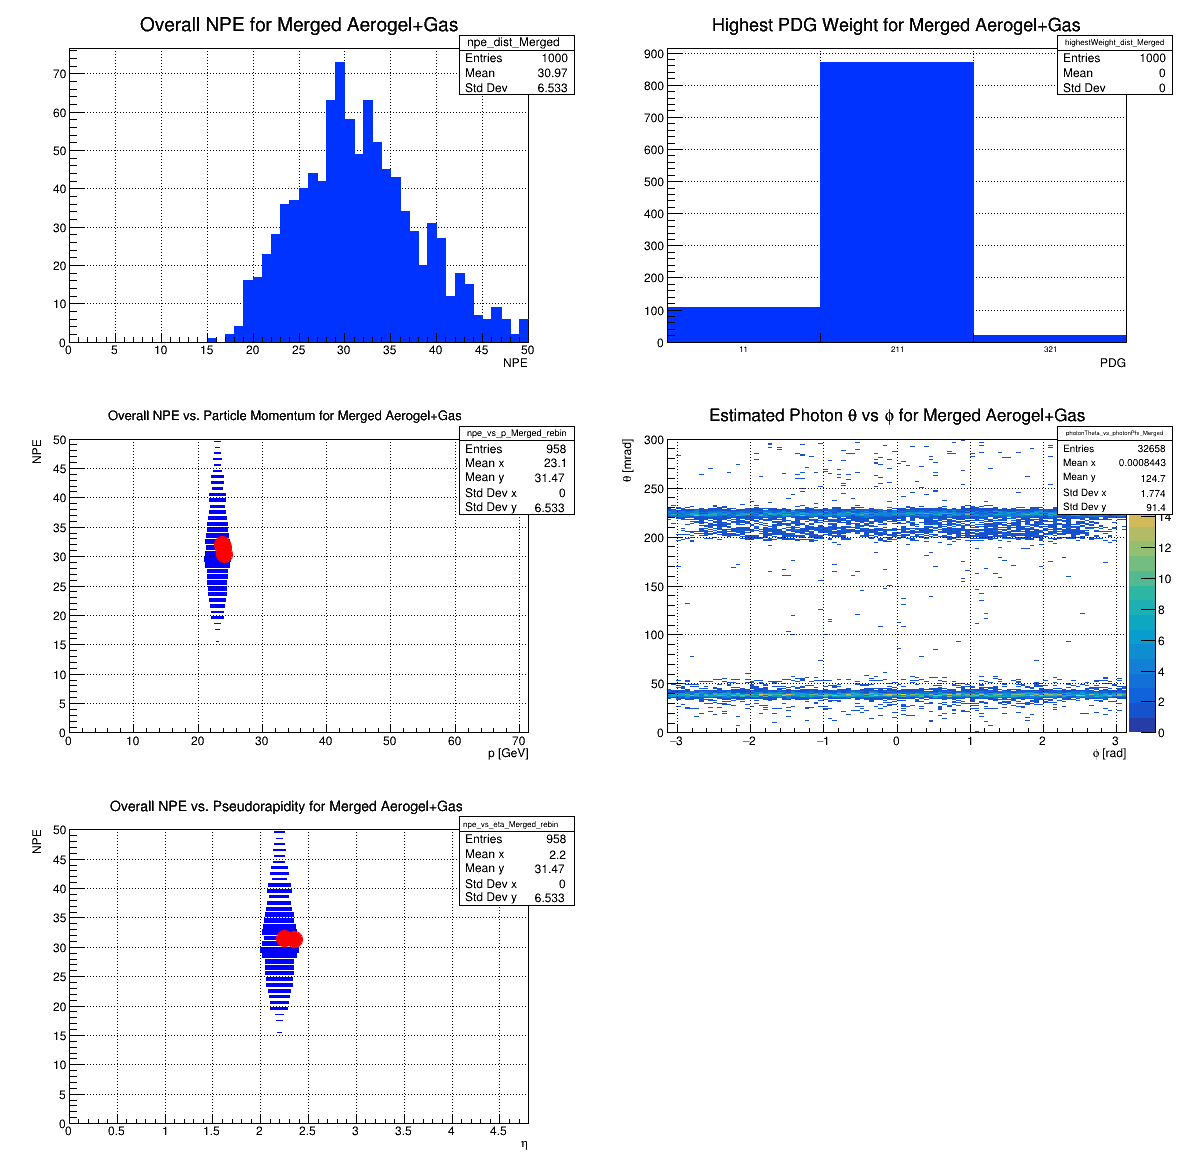 Overall NPE for Merged Aerogel+Gas
npe_dist_Merged
Entries 1000
Mean 30.97
Std Dev 6.533
70
60
50
40
30
20
10
0
0 5 10 15 20 25 30 35 40 45 50
NPE
Highest PDG Weight for Merged Aerogel+Gas
highestWeight_dist_Merged
Entries 1000
Mean 0
Std Dev 0
900
800
700
600
500
400
300
200
100
0
11 211 321
PDG
Overall NPE vs. Particle Momentum for Merged Aerogel+Gas
npe_vs_p_Merged_rebin
Entries 958
Mean x 23.1
Mean y 31.47
Std Dev x 0
Std Dev y 6.533
NPE
50
45
40
35
30
25
20
15
10
5
0
0 10 20 30 40 50 60 70
p [GeV]
Estimated Photon θ vs ϕ for Merged Aerogel+Gas
photonTheta_vs_photonPhi_Merged
Entries 32658
Mean x 0.0008443
Mean y 124.7
Std Dev x 1.774
Std Dev y 91.4
θ [mrad]
300
250
200
150
100
50
0
−3 −2 −1 0 1 2 3
ϕ [rad]
14
12
10
8
6
4
2
0
Overall NPE vs. Pseudorapidity for Merged Aerogel+Gas
npe_vs_eta_Merged_rebin
Entries 958
Mean x 2.2
Mean y 31.47
Std Dev x 0
Std Dev y 6.533
NPE
50
45
40
35
30
25
20
15
10
5
0
0 0.5 1 1.5 2 2.5 3 3.5 4 4.5
η